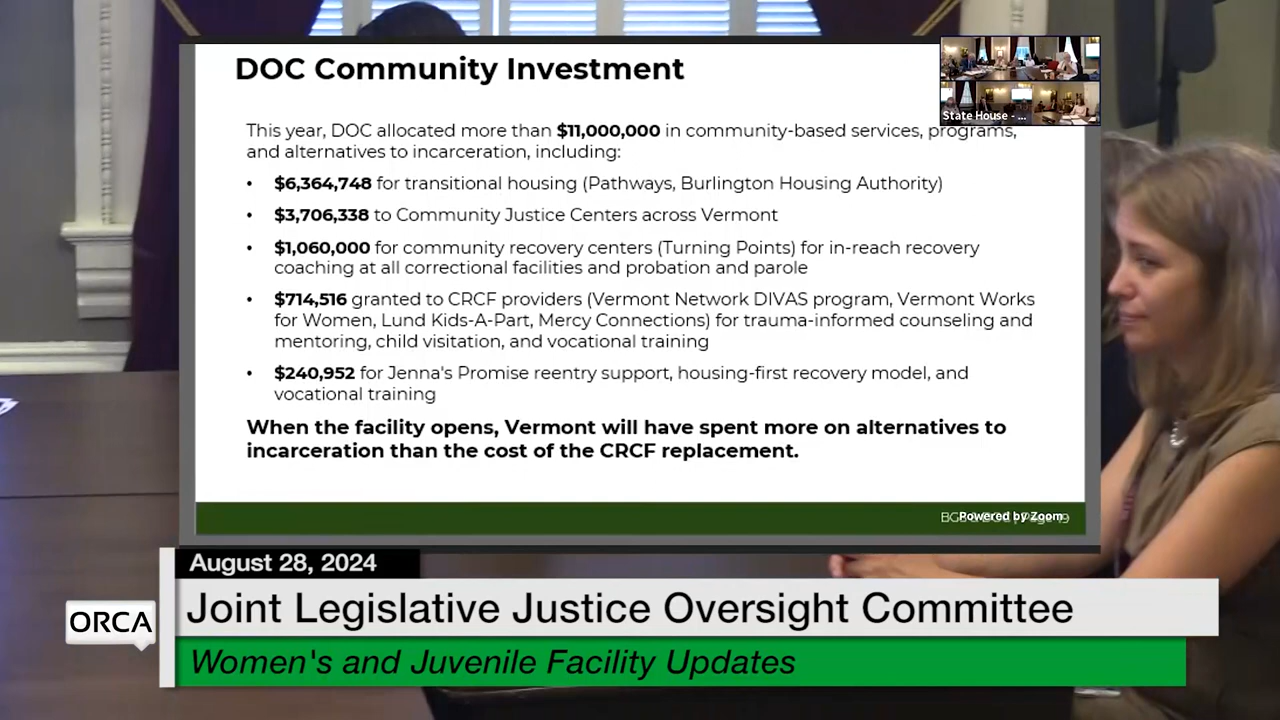 DOC Community Investment
State House - ...
This year, DOC allocated more than $11,000,000 in community-based services, programs,
and alternatives to incarceration, including:
• $6,364,748 for transitional housing (Pathways, Burlington Housing Authority)
• $3,706,338 to Community Justice Centers across Vermont
• $1,060,000 for community recovery centers (Turning Points) for in-reach recovery
coaching at all correctional facilities and probation and parole
• $714,516 granted to CRCF providers (Vermont Network DIVAS program, Vermont Works
for Women, Lund Kids-A-Part, Mercy Connections) for trauma-informed counseling and
mentoring, child visitation, and vocational training
• $240,952 for Jenna's Promise reentry support, housing-first recovery model, and
vocational training
When the facility opens, Vermont will have spent more on alternatives to
incarceration than the cost of the CRCF replacement.
Powered by Zoom
August 28, 2024
ORCA
Joint Legislative Justice Oversight Committee
Women's and Juvenile Facility Updates